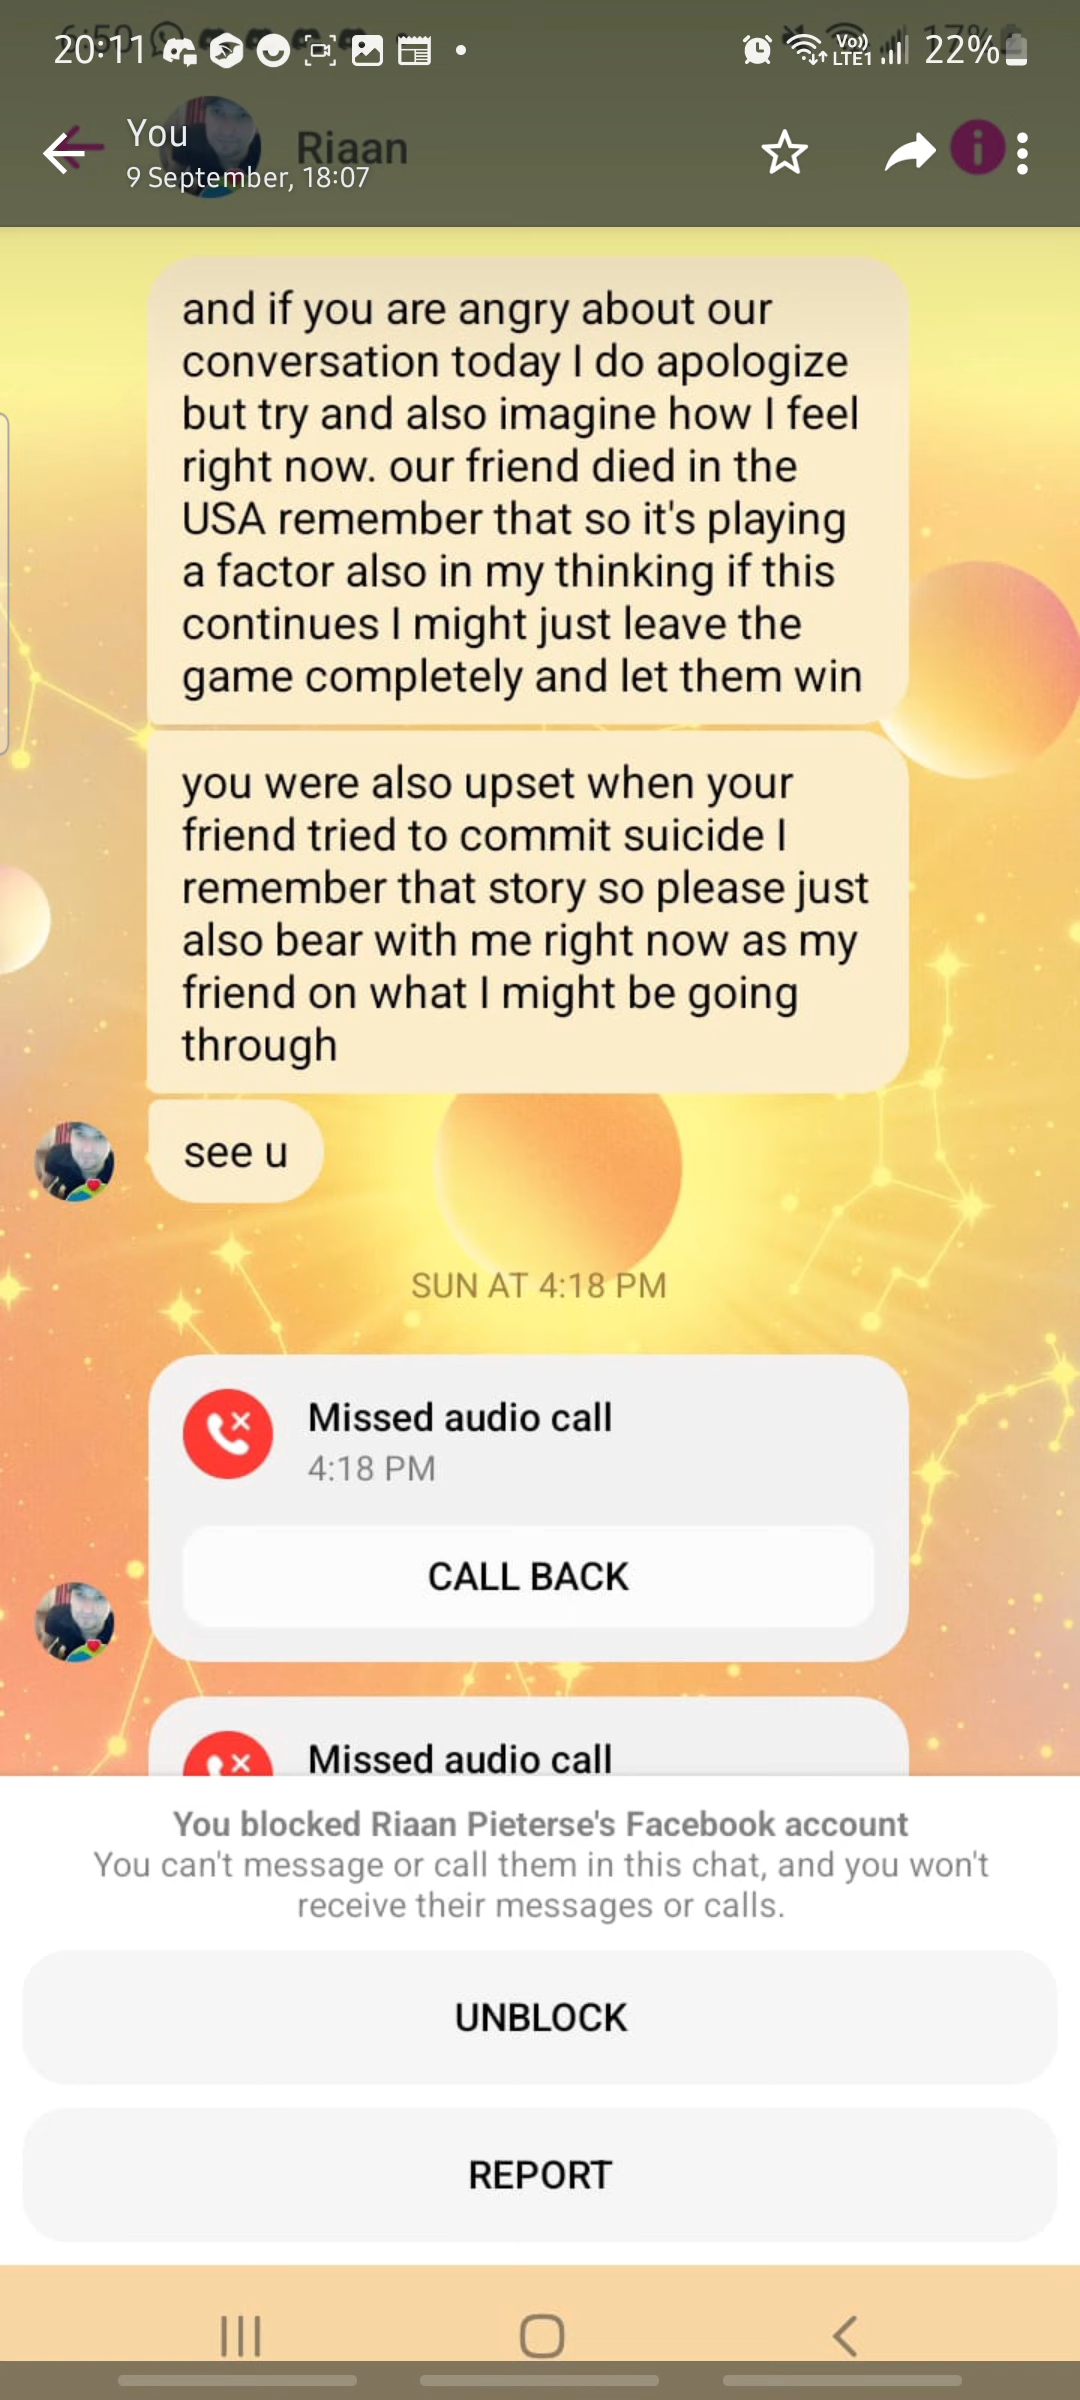 20:11
Vo))
LTE1
22%
You
Riaan
9 September, 18:07
and if you are angry about our
conversation today I do apologize
but try and also imagine how I feel
right now. our friend died in the
USA remember that so it's playing
a factor also in my thinking if this
continues I might just leave the
game completely and let them win
you were also upset when your
friend tried to commit suicide I
remember that story so please just
also bear with me right now as my
friend on what I might be going
through
see u
SUN AT 4:18 PM
Missed audio call
4:18 PM
CALL BACK
Missed audio call
You blocked Riaan Pieterse's Facebook account
You can't message or call them in this chat, and you won't
receive their messages or calls.
UNBLOCK
REPORT